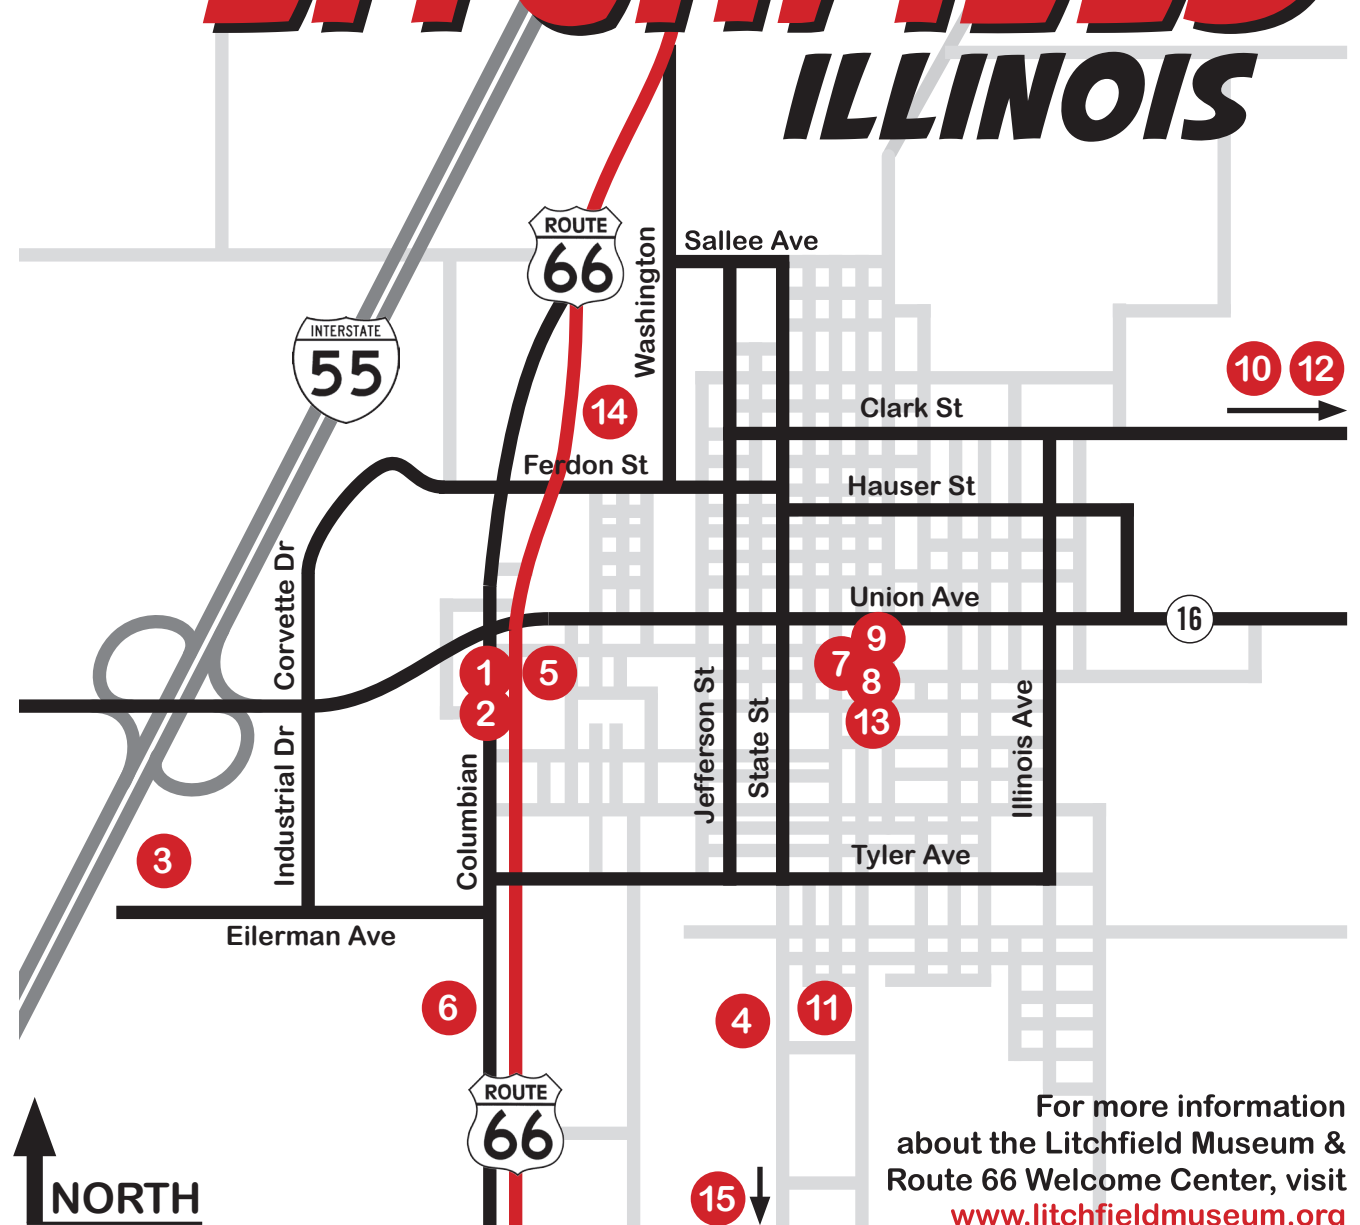 LITCHFIELD
ILLINOIS
ROUTE
66
Washington
Sallee Ave
INTERSTATE
55
10
12
14
Clark St
Ferdon St
Hauser St
Corvette Dr
Union Ave
16
9
7
1
5
8
2
13
Jefferson St
State St
Illinois Ave
Industrial Dr
Columbian
3
Tyler Ave
Eilerman Ave
6
4
11
ROUTE
66
For more information
about the Litchfield Museum &
Route 66 Welcome Center, visit
www.litchfieldmuseum.org
15
NORTH